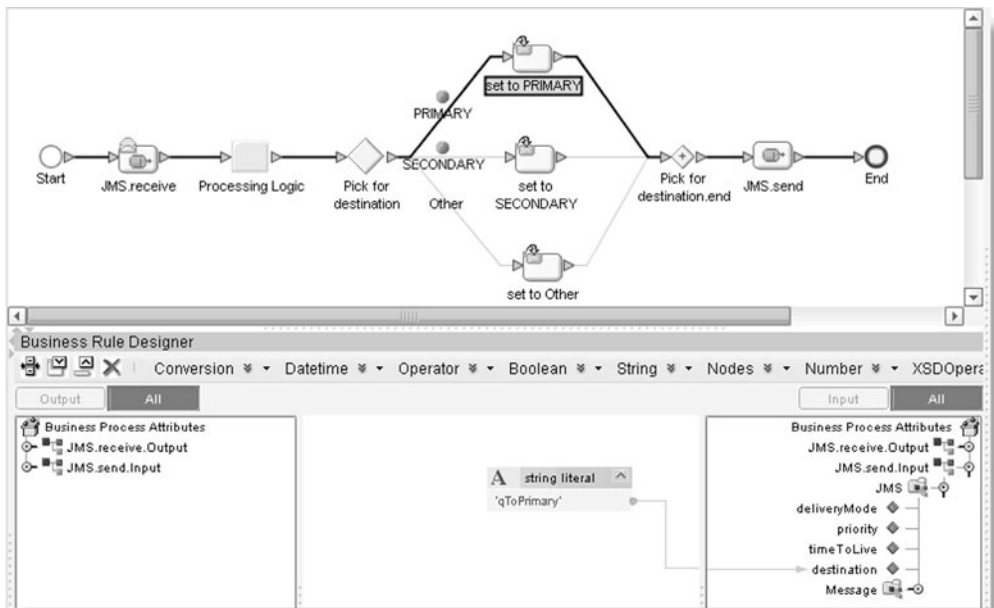 set to PRIMARY
PRIMARY
SECONDARY
Start
JMS.receive
Processing Logic
Pick for
destination
Other
set to
SECONDARY
Pick for
destination.end
JMS.send
End
set to Other
Business Rule Designer
Conversion Datetime Operator Boolean String Nodes Number XSDOpera
Output All Input All
Business Process Attributes
JMS.receive.Output
JMS.send.Input
A string literal
'qToPrimary'
Business Process Attributes
JMS.receive.Output
JMS.send.Input
JMS
deliveryMode
priority
timeToLive
destination
Message